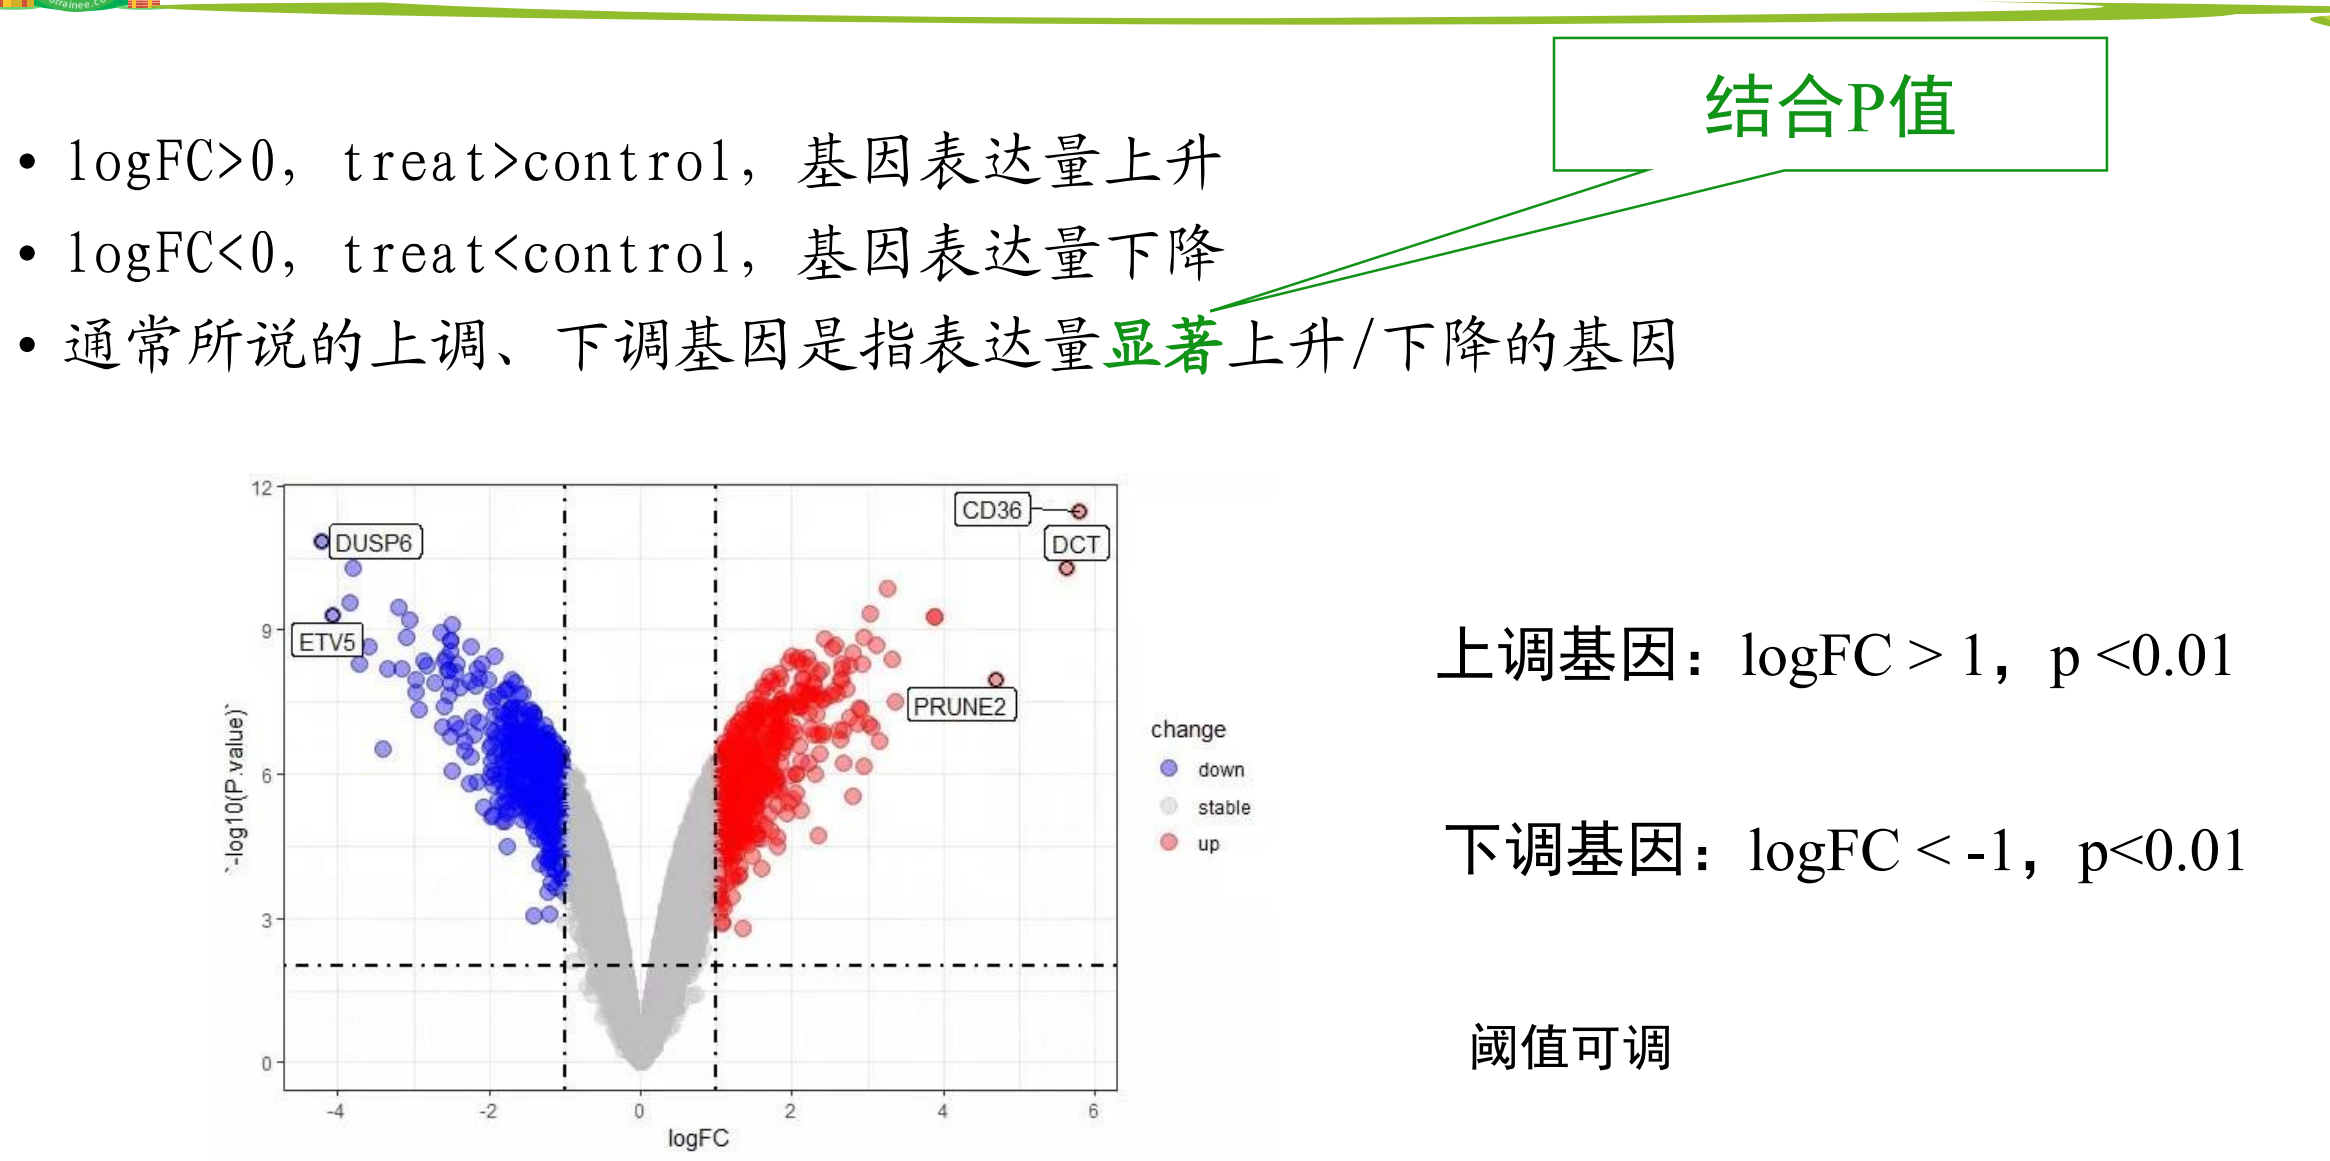 结合P值
• logFC>0, treat>control, 基因表达量上升
• logFC<0, treat<control, 基因表达量下降
• 通常所说的上调、下调基因是指表达量显著上升/下降的基因
12
9
6
3
0
`-log10(P.value)`
CD36
DCT
DUSP6
ETV5
PRUNE2
-4
-2
0
2
4
6
logFC
change
down
stable
up
上调基因：logFC > 1，p <0.01
下调基因：logFC < -1，p<0.01
阈值可调